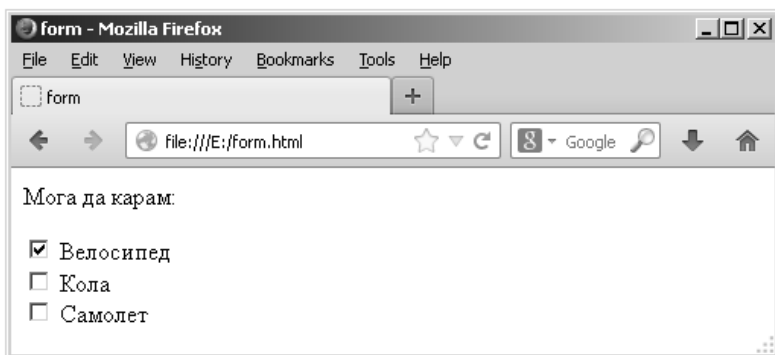 form - Mozilla Firefox
File Edit View History Bookmarks Tools Help
form
file:///E:/form.html
8 Google
Мога да карам:
Велосипед
Кола
Самолет